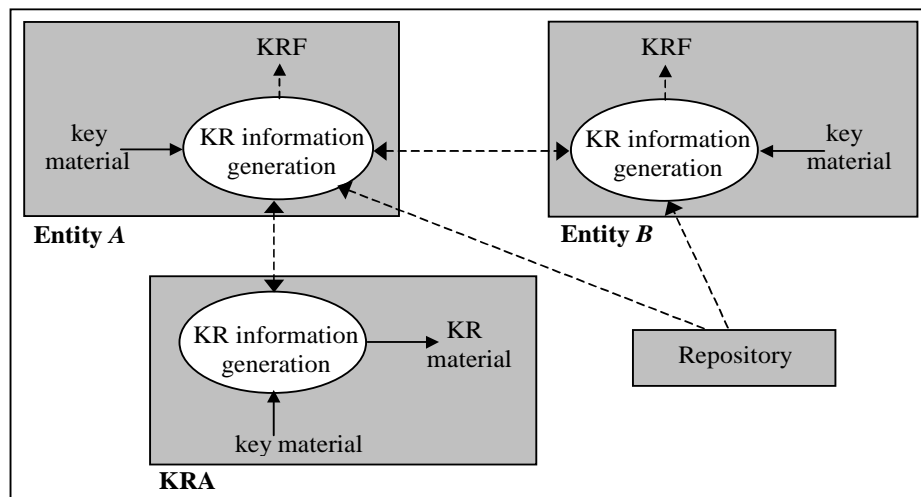 KRF
key
material
KR information
generation
Entity A
KRF
KR information
generation
key
material
Entity B
KR information
generation
KR
material
key material
KRA
Repository